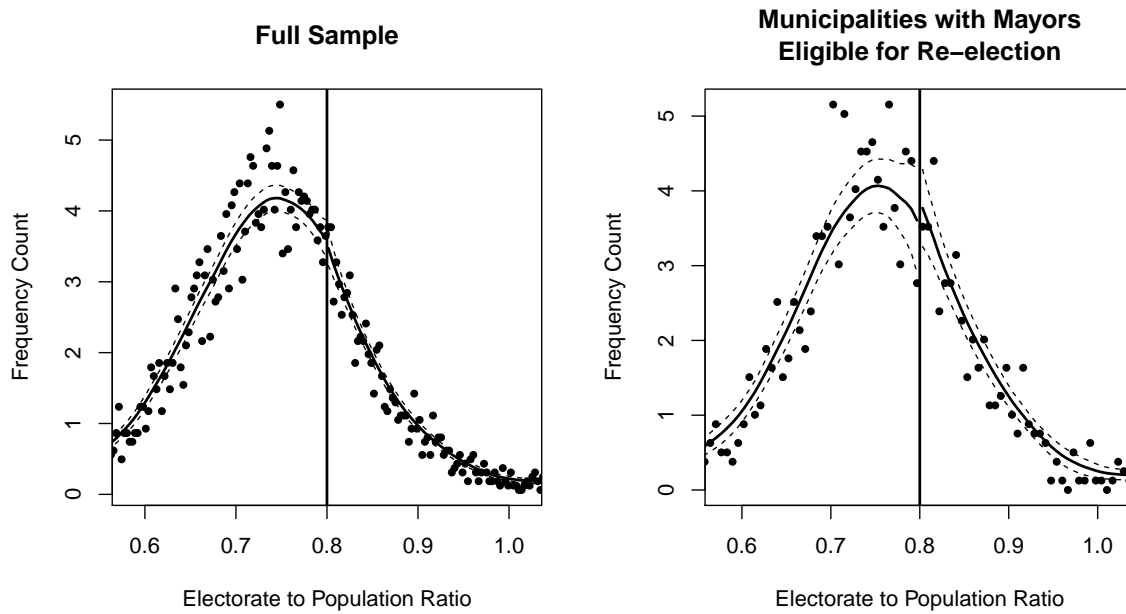 Full Sample
Frequency Count
5
4
3
2
1
0
0.6 0.7 0.8 0.9 1.0
Electorate to Population Ratio
Municipalities with Mayors
Eligible for Re−election
Frequency Count
5
4
3
2
1
0
0.6 0.7 0.8 0.9 1.0
Electorate to Population Ratio